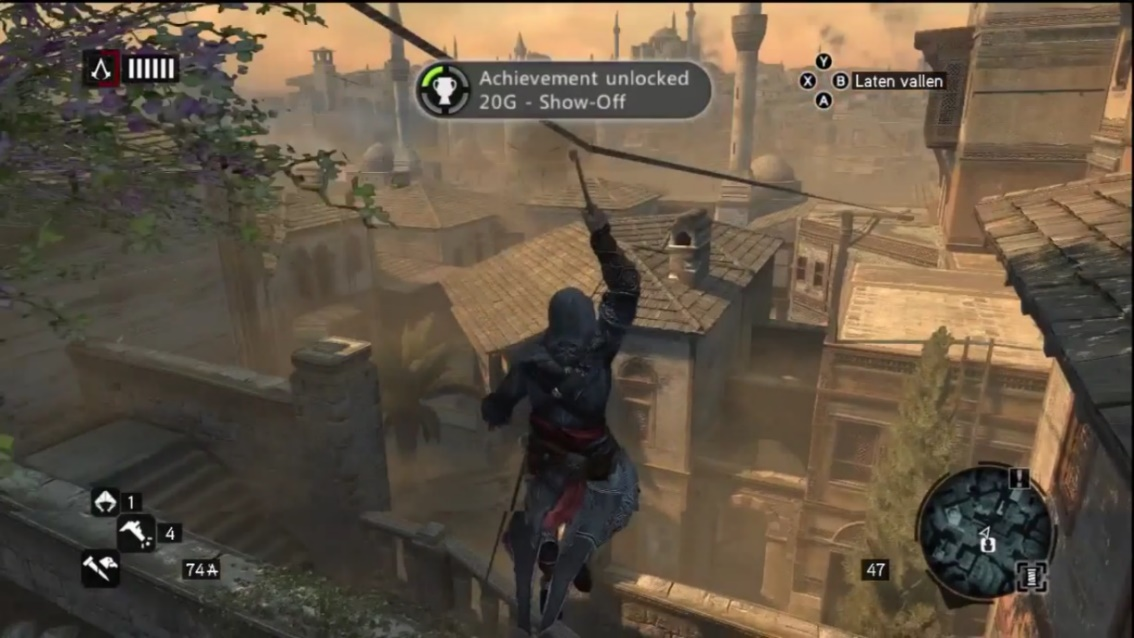 Achievement unlocked
20G - Show-Off
Y
X B Laten vallen
A
1
4
74
47